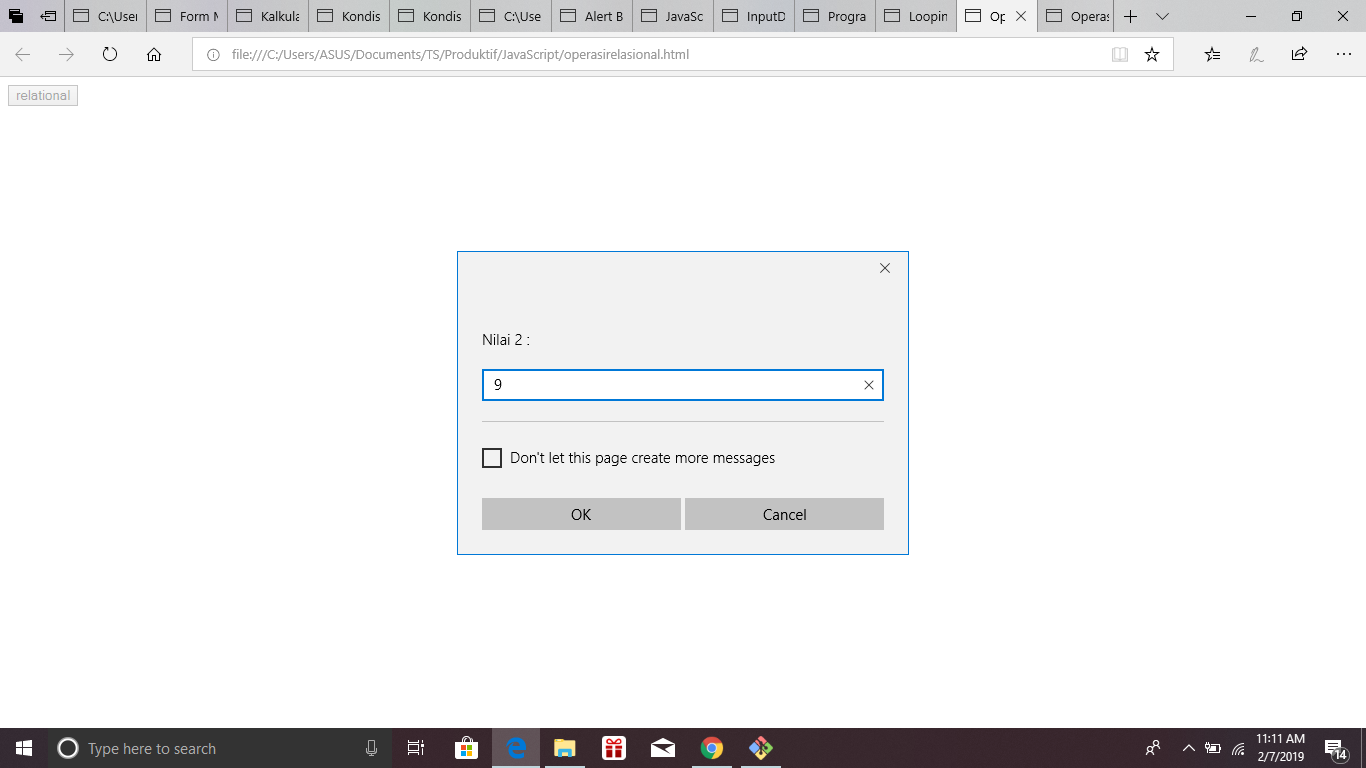 C:\User Form M Kalkula Kondis Kondis C:\Use Alert B JavaSc InputD Progra Loopin Op Operas
file:///C:/Users/ASUS/Documents/TS/Produktif/JavaScript/operasirelasional.html
relational
Nilai 2 :
9
Don't let this page create more messages
OK Cancel
Type here to search
11:11 AM
2/7/2019
14